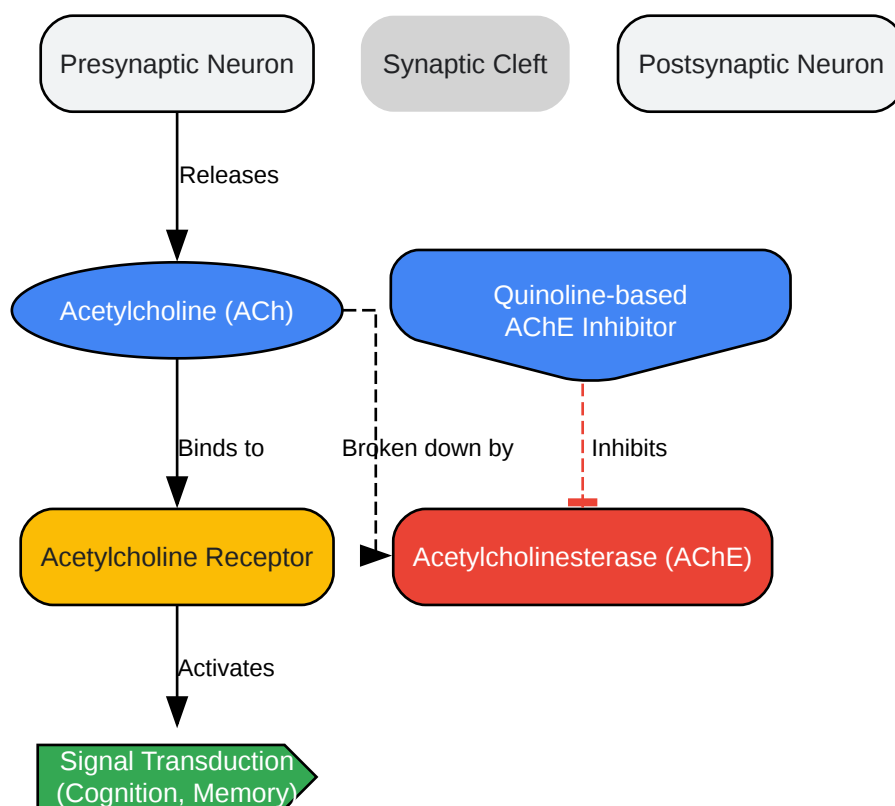 Presynaptic Neuron
Synaptic Cleft
Postsynaptic Neuron
Releases
Acetylcholine (ACh)
Quinoline-based
AChE Inhibitor
Binds to
Broken down by
Inhibits
Acetylcholine Receptor
Acetylcholinesterase (AChE)
Activates
Signal Transduction
(Cognition, Memory)